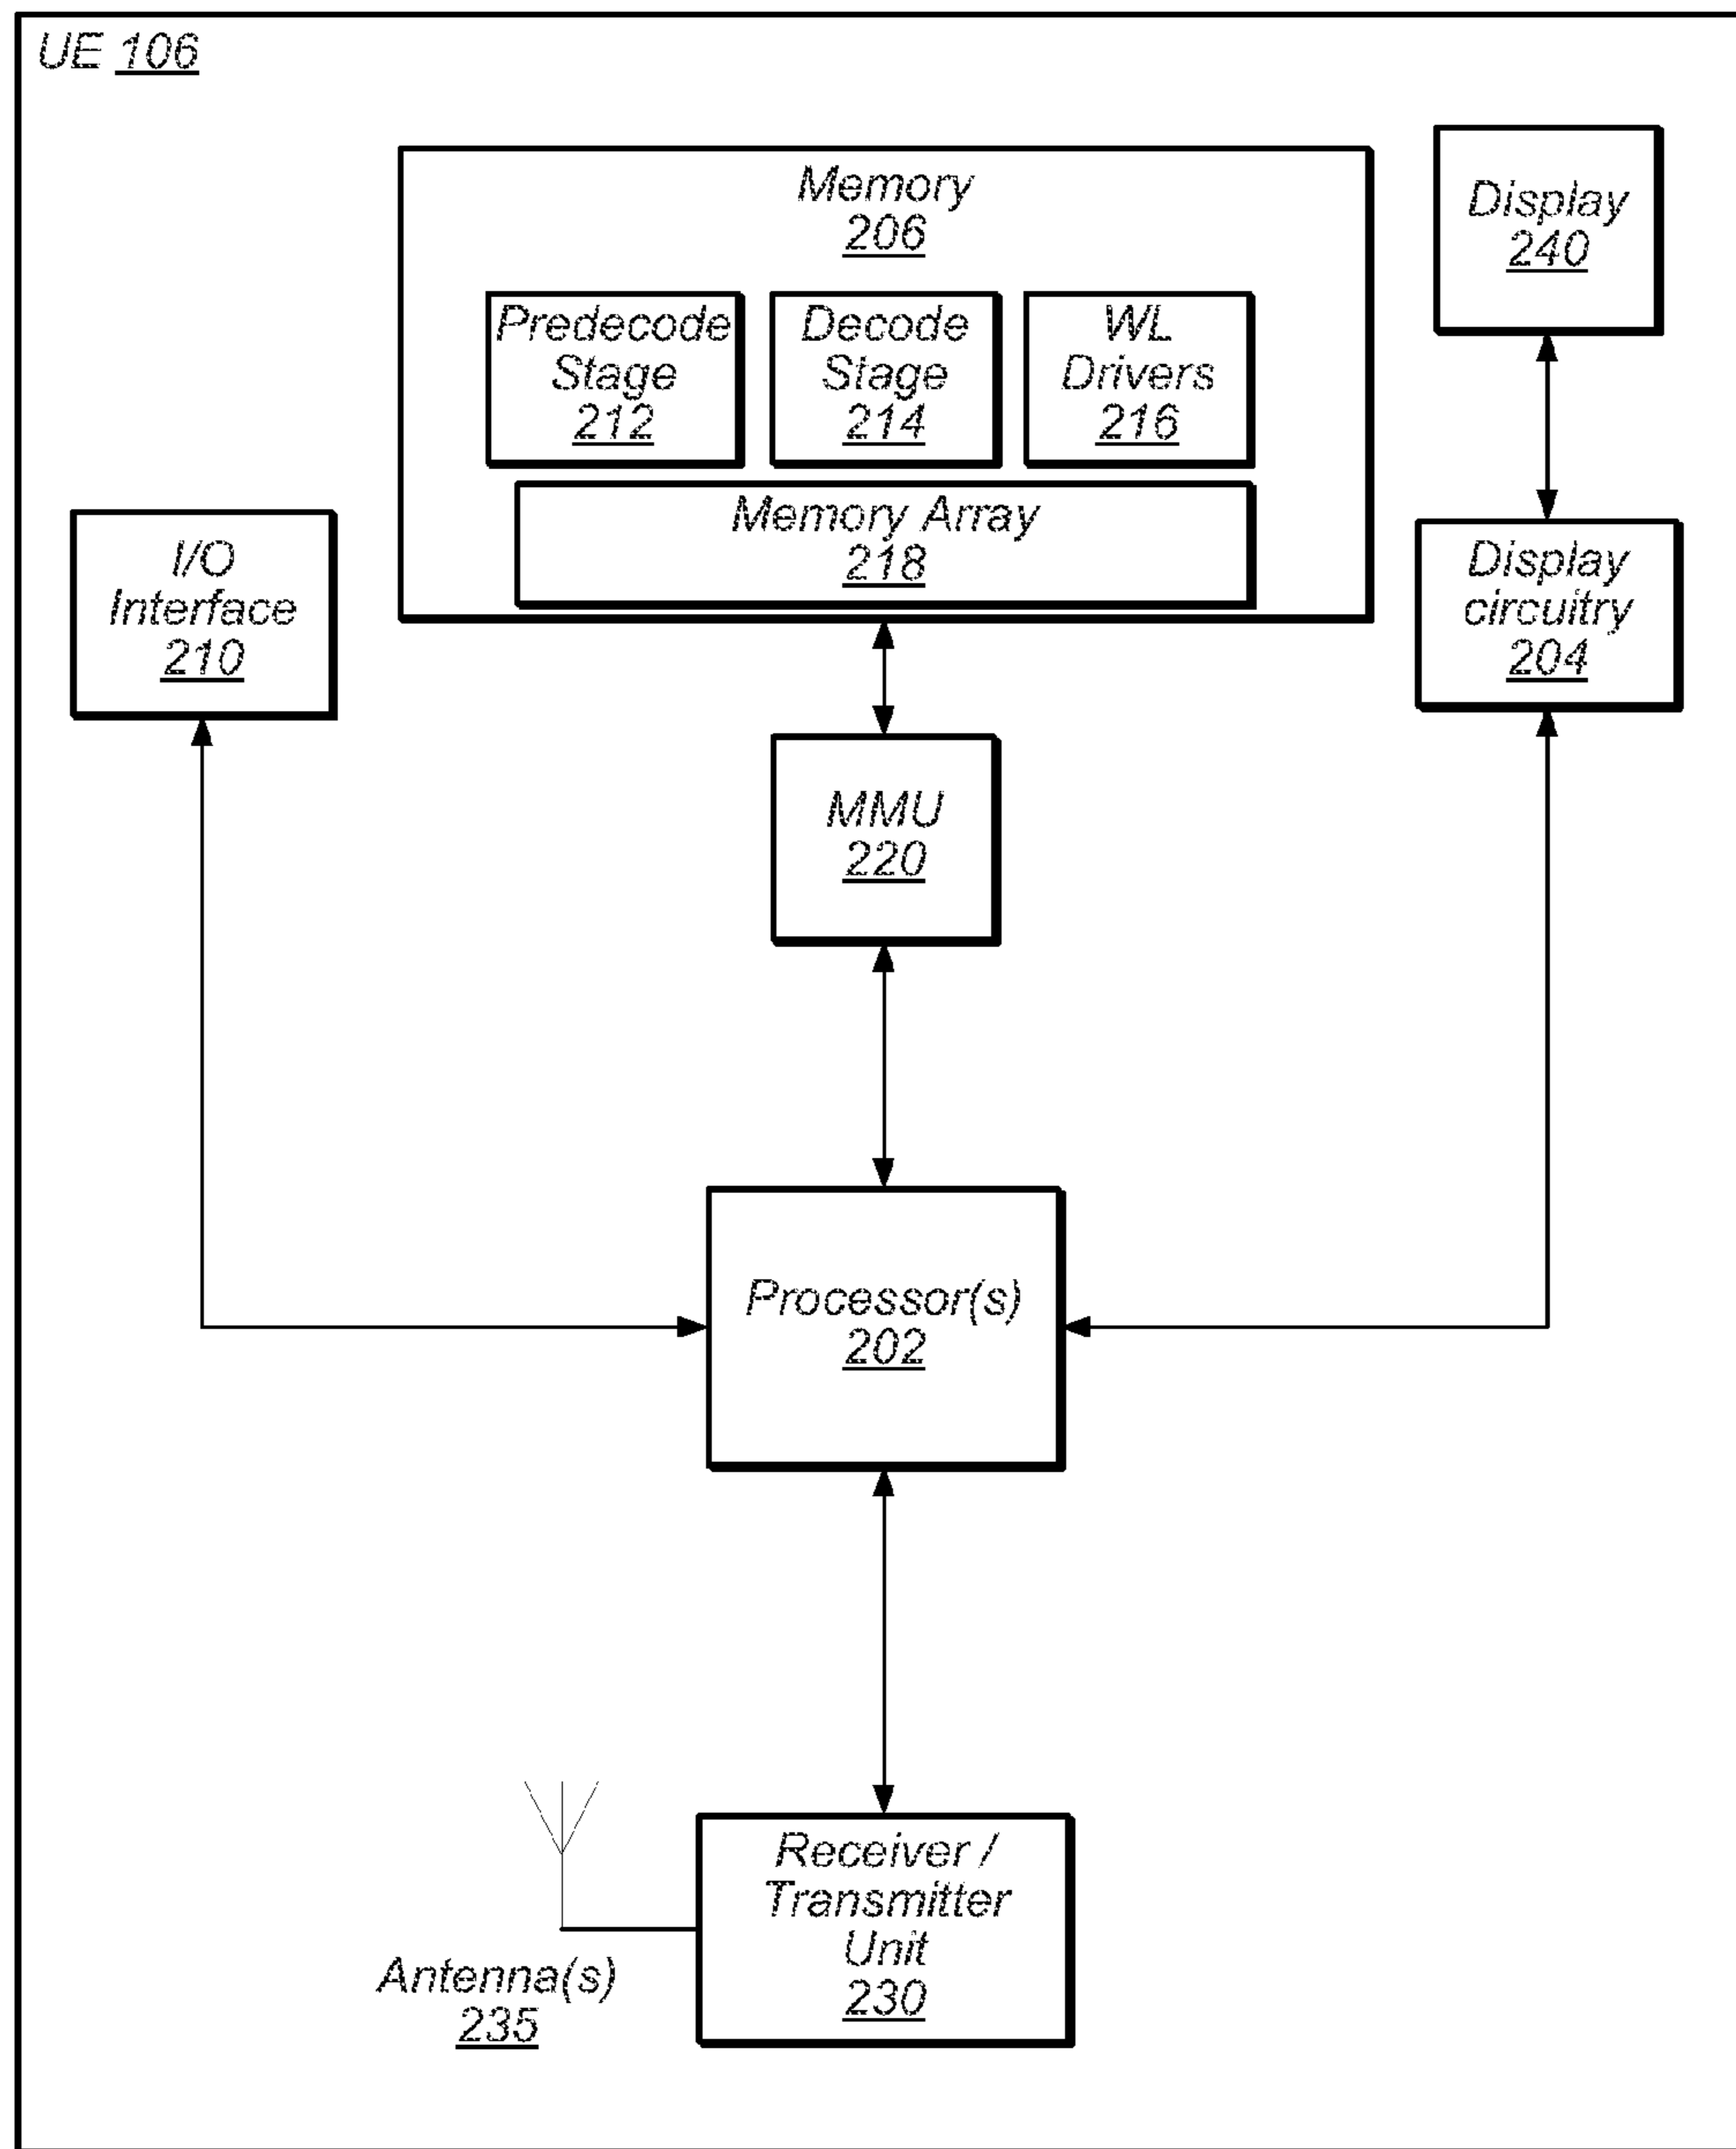 UE 106
Memory
206
Display
240
Predecode
Stage
212
Decode
Stage
214
WL
Drivers
216
Memory Array
218
I/O
Interface
210
Display
circuitry
204
MMU
220
Processor(s)
202
Receiver /
Transmitter
Unit
230
Antenna(s)
235